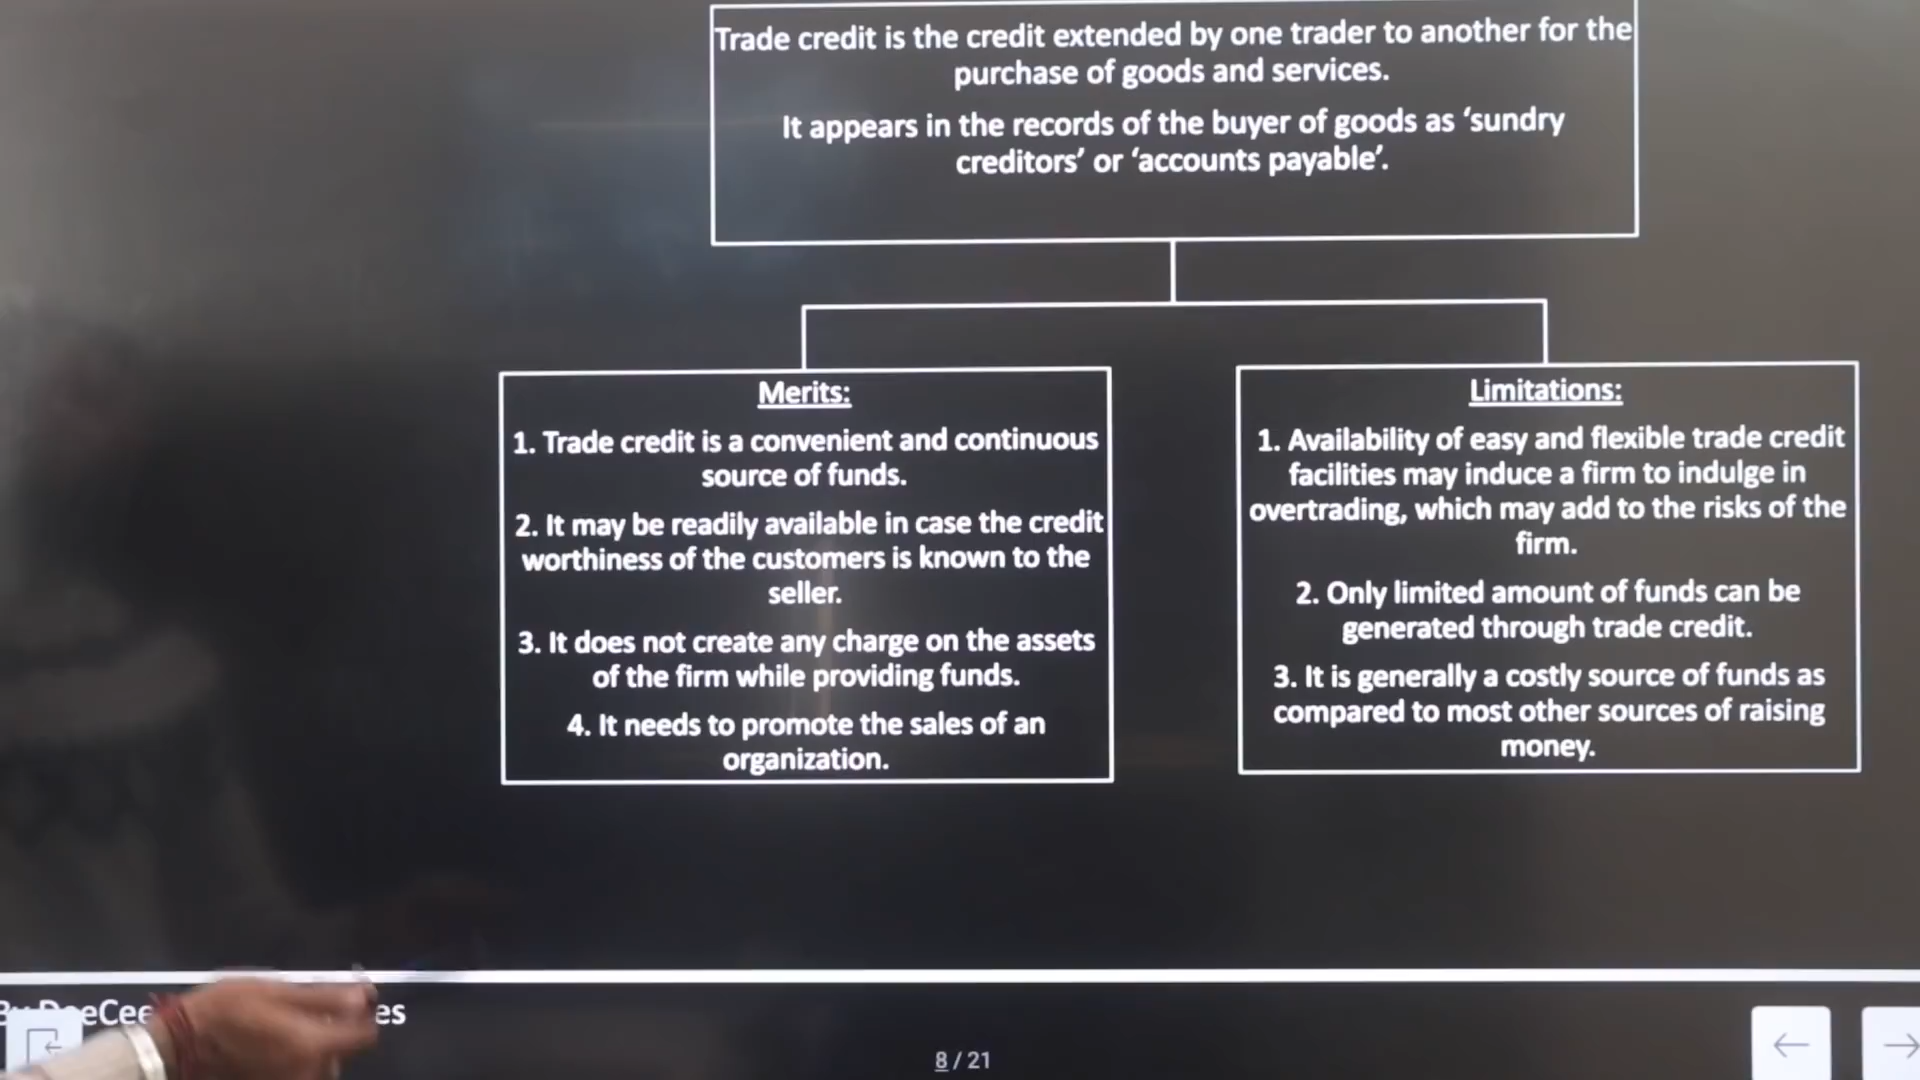 Trade credit is the credit extended by one trader to another for the
purchase of goods and services.
It appears in the records of the buyer of goods as ‘sundry
creditors’ or ‘accounts payable’.
Merits:
1. Trade credit is a convenient and continuous
source of funds.
2. It may be readily available in case the credit
worthiness of the customers is known to the
seller.
3. It does not create any charge on the assets
of the firm while providing funds.
4. It needs to promote the sales of an
organization.
Limitations:
1. Availability of easy and flexible trade credit
facilities may induce a firm to indulge in
overtrading, which may add to the risks of the
firm.
2. Only limited amount of funds can be
generated through trade credit.
3. It is generally a costly source of funds as
compared to most other sources of raising
money.
8 / 21